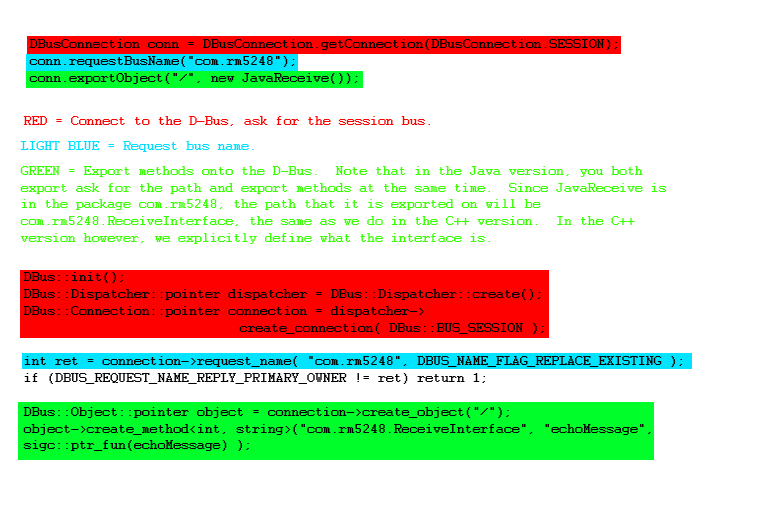 DBusConnection conn = DBusConnection.getConnection(DBusConnection.SESSION);
conn.requestBusName("com.rm5248");
conn.exportObject("/", new JavaReceive());
RED = Connect to the D-Bus, ask for the session bus.
LIGHT BLUE = Request bus name.
GREEN = Export methods onto the D-Bus.  Note that in the Java version, you both
export ask for the path and export methods at the same time.  Since JavaReceive is
in the package com.rm5248, the path that it is exported on will be
com.rm5248.ReceiveInterface, the same as we do in the C++ version.  In the C++
version however, we explicitly define what the interface is.
DBus::init();
DBus::Dispatcher::pointer dispatcher = DBus::Dispatcher::create();
DBus::Connection::pointer connection = dispatcher->
create_connection( DBus::BUS_SESSION );
int ret = connection->request_name( "com.rm5248", DBUS_NAME_FLAG_REPLACE_EXISTING );
if (DBUS_REQUEST_NAME_REPLY_PRIMARY_OWNER != ret) return 1;
DBus::Object::pointer object = connection->create_object("/");
object->create_method<int, string>("com.rm5248.ReceiveInterface", "echoMessage",
sigc::ptr_fun(echoMessage) );